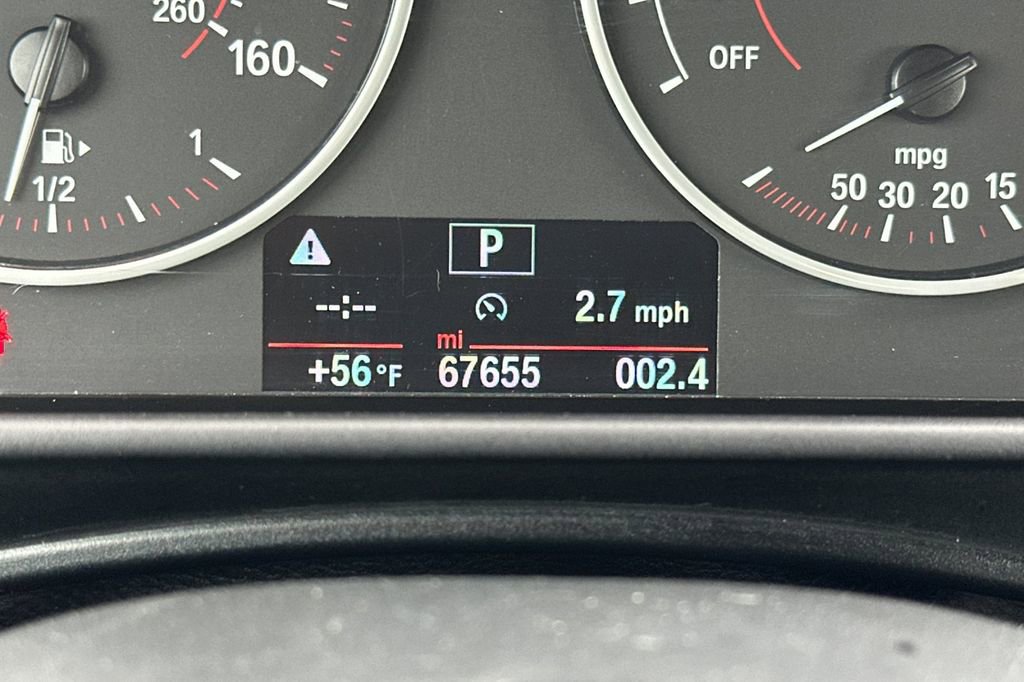 260
160
1
1/2
OFF
mpg
50 30 20 15
P
--:-- 2.7 mph
mi
+56 °F 67655 002.4